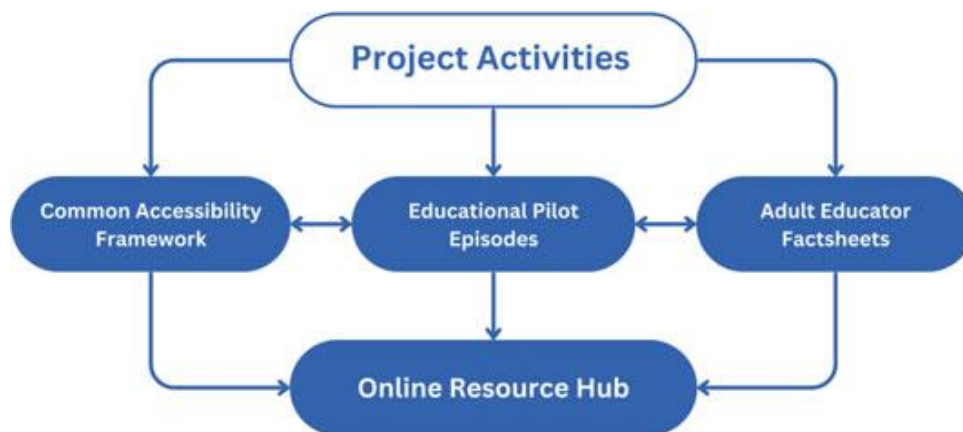 Project Activities
Common Accessibility
Framework
Educational Pilot
Episodes
Adult Educator
Factsheets
Online Resource Hub